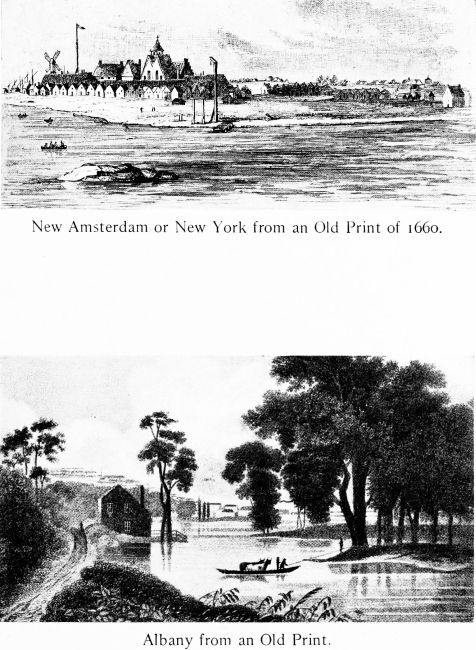 New Amsterdam or New York from an Old Print of 1660.
Albany from an Old Print.